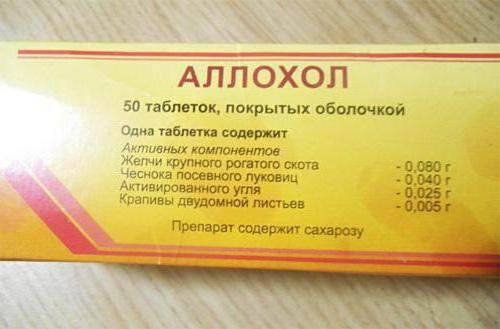 АЛЛОХОЛ
50 таблеток, покрытых оболочкой
Одна таблетка содержит
Активных компонентов
Желчи крупного рогатого скота - 0,080 г
Чеснока посевного луковиц - 0,040 г
Активированного угля - 0,025 г
Крапивы двудомной листьев - 0,005 г
Препарат содержит сахарозу